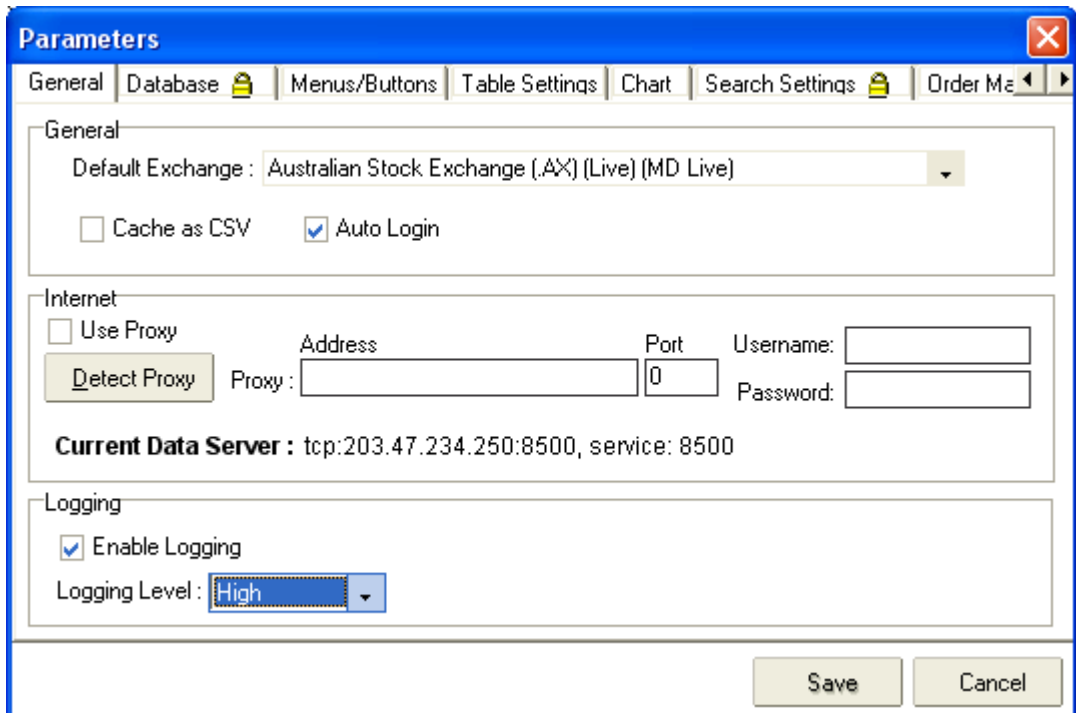 Parameters
General Database Menus/Buttons Table Settings Chart Search Settings Order Ma
General
Default Exchange : Australian Stock Exchange (.AX) (Live) (MD Live)
Cache as CSV Auto Login
Internet
Use Proxy
Address Port Username:
Detect Proxy Proxy : 0
Password:
Current Data Server : tcp:203.47.234.250:8500, service: 8500
Logging
Enable Logging
Logging Level : High
Save Cancel